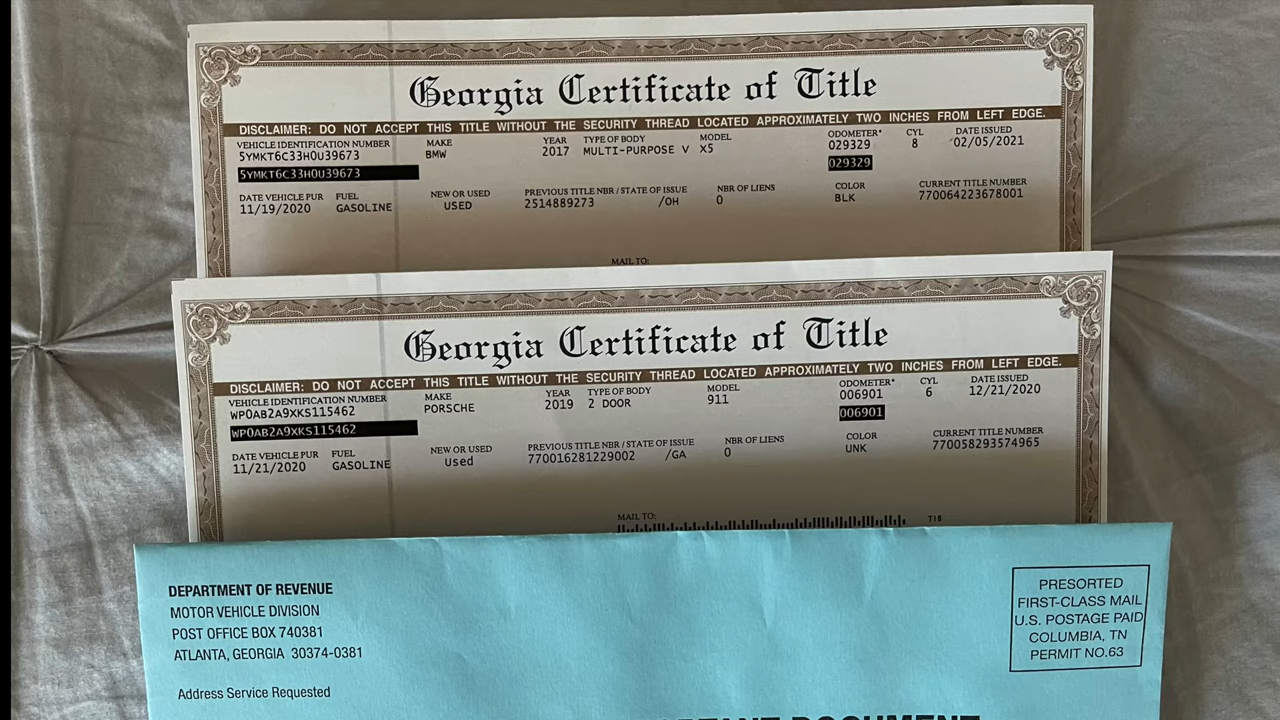 Georgia Certificate of Title
DISCLAIMER: DO NOT ACCEPT THIS TITLE WITHOUT THE SECURITY THREAD LOCATED APPROXIMATELY TWO INCHES FROM LEFT EDGE.
VEHICLE IDENTIFICATION NUMBER MAKE YEAR TYPE OF BODY MODEL ODOMETER* CYL DATE ISSUED
5YMKT6C33H0U39673 BMW 2017 MULTI-PURPOSE V X5 029329 8 02/05/2021
5YMKT6C33H0U39673 029329
DATE VEHICLE PUR FUEL NEW OR USED PREVIOUS TITLE NBR / STATE OF ISSUE NBR OF LIENS COLOR CURRENT TITLE NUMBER
11/19/2020 GASOLINE USED 2514889273 /OH 0 BLK 770064223678001
MAIL TO:
Georgia Certificate of Title
DISCLAIMER: DO NOT ACCEPT THIS TITLE WITHOUT THE SECURITY THREAD LOCATED APPROXIMATELY TWO INCHES FROM LEFT EDGE.
VEHICLE IDENTIFICATION NUMBER MAKE YEAR TYPE OF BODY MODEL ODOMETER* CYL DATE ISSUED
WP0AB2A9XKS115462 PORSCHE 2019 2 DOOR 911 006901 6 12/21/2020
WP0AB2A9XKS115462 006901
DATE VEHICLE PUR FUEL NEW OR USED PREVIOUS TITLE NBR / STATE OF ISSUE NBR OF LIENS COLOR CURRENT TITLE NUMBER
11/21/2020 GASOLINE Used 770016281229002 /GA 0 UNK 770058293574965
MAIL TO:
T18
DEPARTMENT OF REVENUE
MOTOR VEHICLE DIVISION
POST OFFICE BOX 740381
ATLANTA, GEORGIA 30374-0381
Address Service Requested
PRESORTED
FIRST-CLASS MAIL
U.S. POSTAGE PAID
COLUMBIA, TN
PERMIT NO.63
DOCUMENT